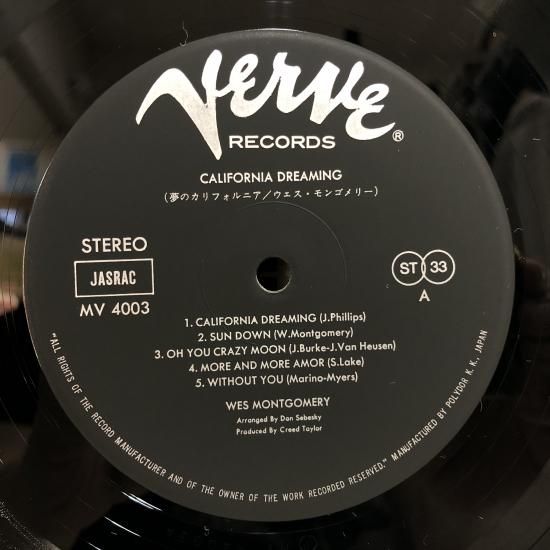 VERVE
RECORDS
®
CALIFORNIA DREAMING
(夢のカリフォルニア/ウエス・モンゴメリー)
STEREO
JASRAC
MV 4003
ST 33
A
1. CALIFORNIA DREAMING (J.Phillips)
2. SUN DOWN (W.Montgomery)
3. OH YOU CRAZY MOON (J.Burke-J.Van Heusen)
4. MORE AND MORE AMOR (S.Lake)
5. WITHOUT YOU (Marino-Myers)
WES MONTGOMERY
Arranged By Don Sebesky
Produced By Creed Taylor
"ALL RIGHTS OF THE RECORD MANUFACTURER AND OF THE OWNER OF THE WORK RECORDED RESERVED." MANUFACTURED BY POLYDOR K. K. JAPAN